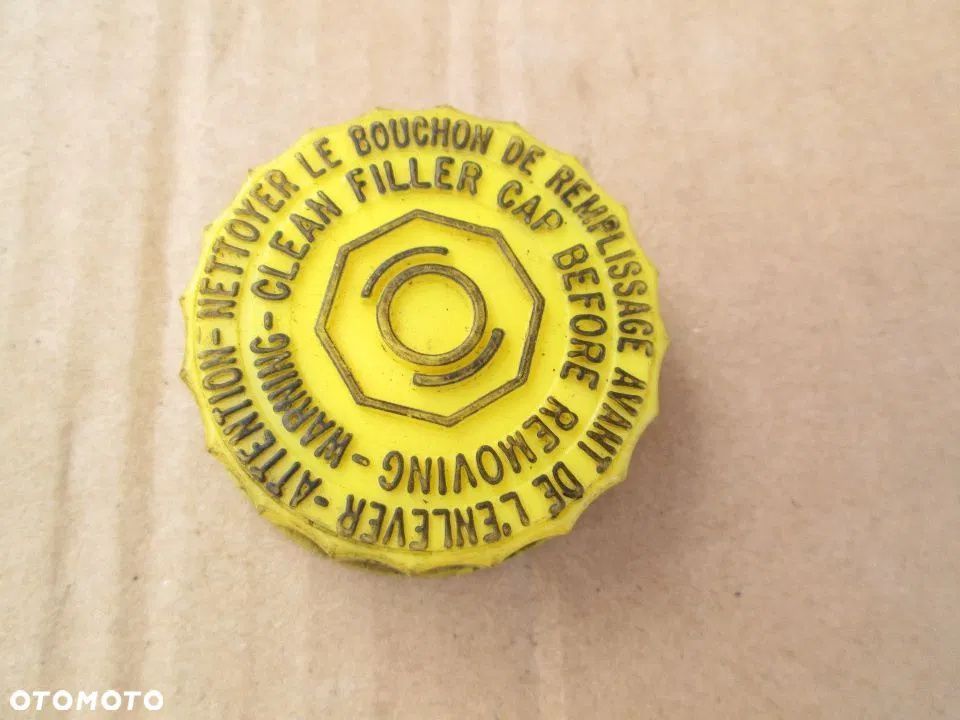 ATTENTION-NETTOYER LE BOUCHON DE REMPLISSAGE AVANT DE L'ENLEVER-
WARNING-CLEAN FILLER CAP BEFORE REMOVING-
OTOMOTO